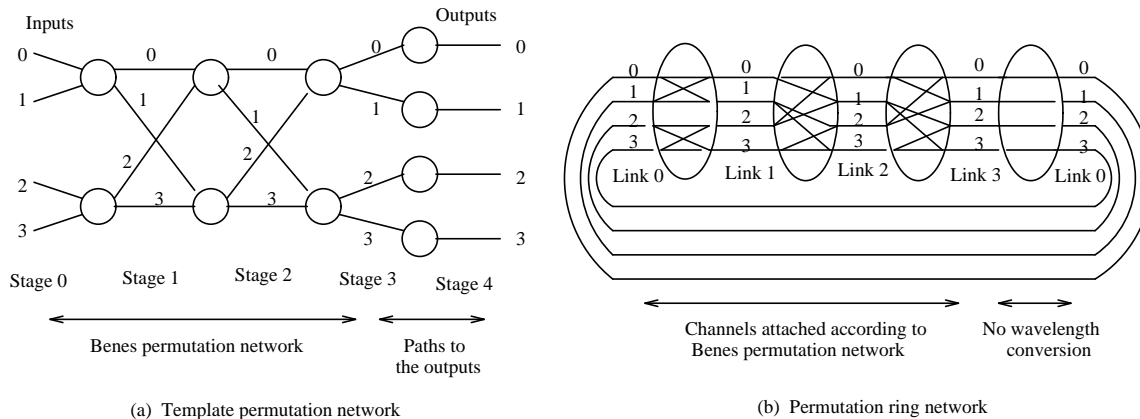 Inputs
Outputs
0 0 0 0 0
1 1 1 1 1
2 2 2 2 2
3 3 3 3 3
Stage 0 Stage 1 Stage 2 Stage 3 Stage 4
Benes permutation network
Paths to
the outputs
(a) Template permutation network
0 0 0 0 0
1 1 1 1 1
2 2 2 2 2
3 3 3 3 3
Link 0 Link 1 Link 2 Link 3 Link 0
Channels attached according to
Benes permutation network
No wavelength
conversion
(b) Permutation ring network